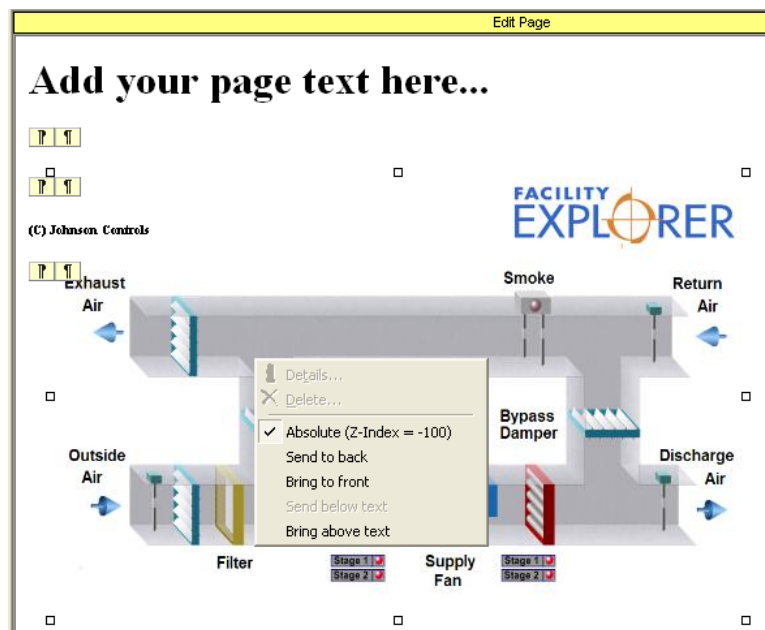 Edit Page
Add your page text here...
(C) Johnson Controls
FACILITY
EXPLORER
Exhaust
Air
Smoke
Return
Air
Details...
Delete...
Absolute (Z-Index = -100)
Send to back
Bring to front
Send below text
Bring above text
Bypass
Damper
Outside
Air
Discharge
Air
Filter
Stage 1
Stage 2
Supply
Fan
Stage 1
Stage 2